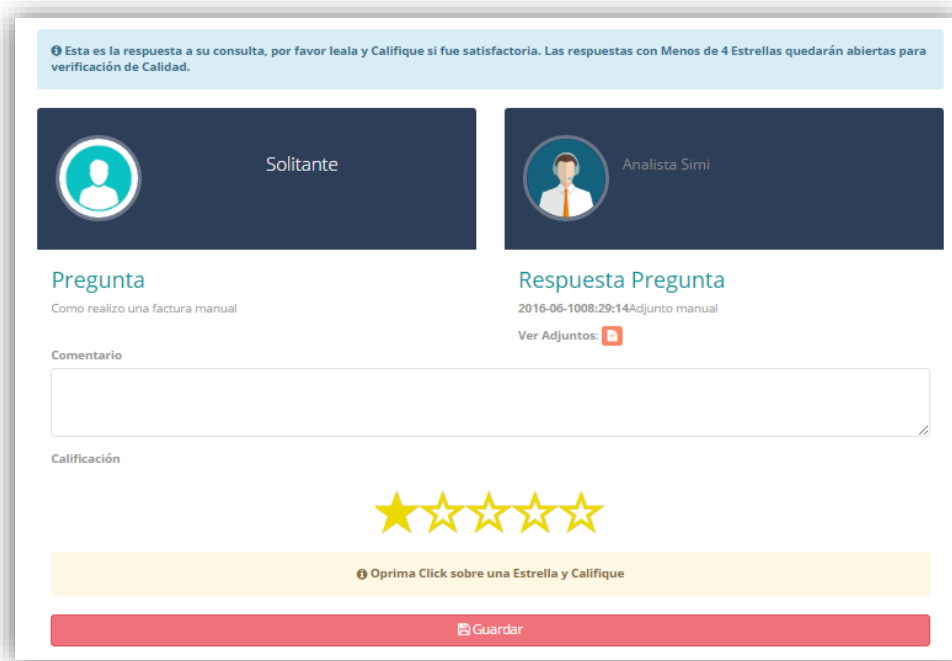 Esta es la respuesta a su consulta, por favor leala y Califique si fue satisfactoria. Las respuestas con Menos de 4 Estrellas quedarán abiertas para
verificación de Calidad.
Solitante
Analista Simi
Pregunta
Como realizo una factura manual
Respuesta Pregunta
2016-06-1008:29:14Adjunto manual
Ver Adjuntos:
Comentario
Calificación
Oprima Click sobre una Estrella y Califique
Guardar